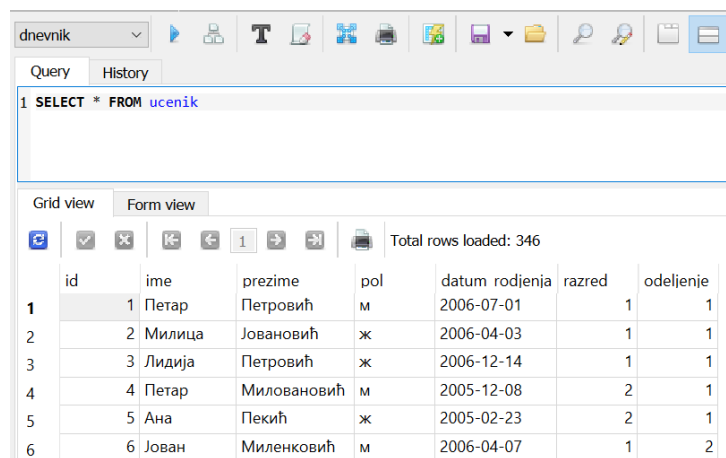 dnevnik
Query History
1 SELECT * FROM ucenik
Grid view Form view
1 Total rows loaded: 346
id ime prezime pol datum rodjenja razred odeljenje
1 1 Петар Петровић м 2006-07-01 1 1
2 2 Милица Јовановић ж 2006-04-03 1 1
3 3 Лидија Петровић ж 2006-12-14 1 1
4 4 Петар Миловановић м 2005-12-08 2 1
5 5 Ана Пекић ж 2005-02-23 2 1
6 6 Јован Миленковић м 2006-04-07 1 2